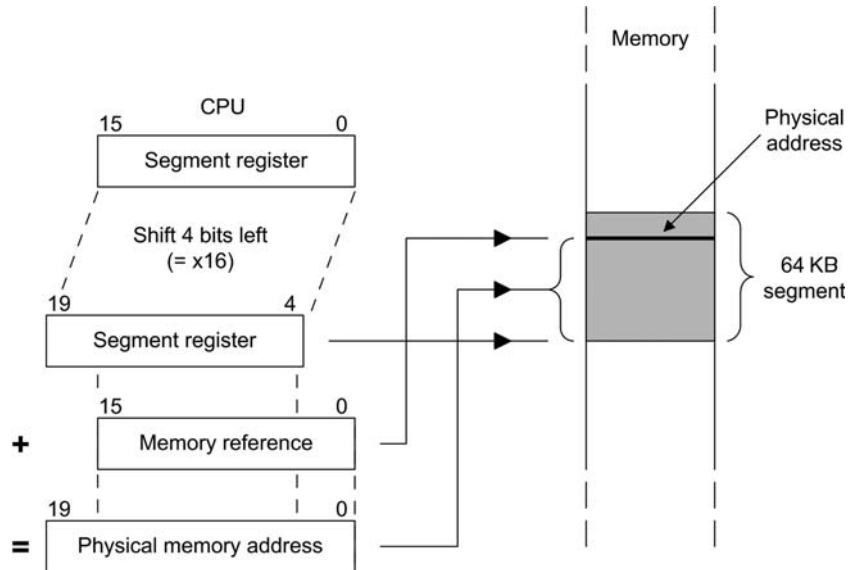 Memory
CPU
15 0
Segment register
Physical
address
Shift 4 bits left
(= x16)
64 KB
segment
19 4
Segment register
15 0
+ Memory reference
19 0
= Physical memory address